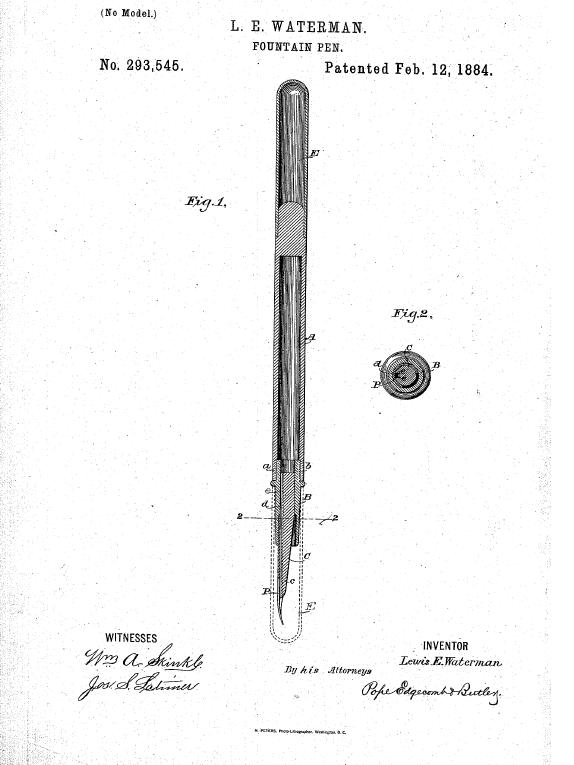 (No Model.)
L. E. WATERMAN.
FOUNTAIN PEN.
No. 293,545.
Patented Feb. 12, 1884.
E
Fig.1.
A
Fig.2.
C
d
B
P
a
b
e
B
d
2
2
C
c
P
E
WITNESSES
Wm A. Skinkle
Jos. S. Latimer
INVENTOR
Lewis E. Waterman
By his Attorneys
Pope Edgecomb & Butler.
N. PETERS, Photo-Lithographer, Washington, D. C.